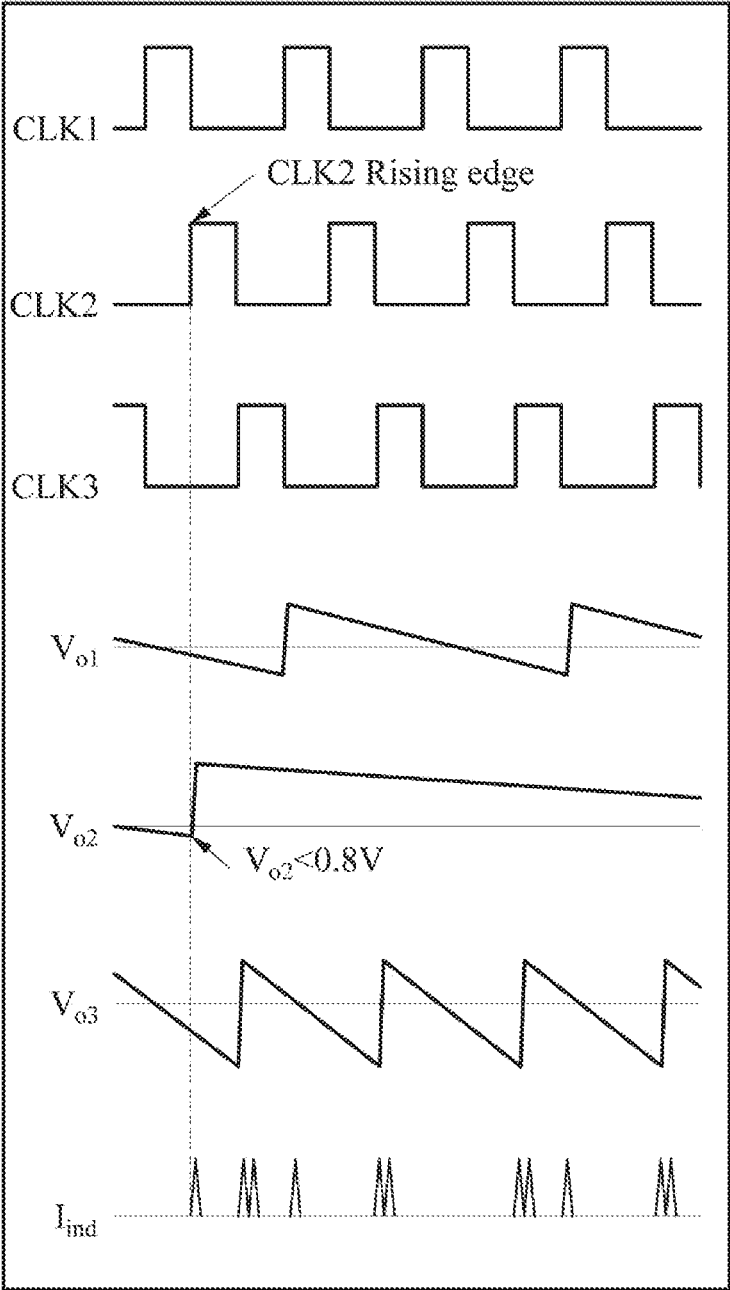 CLK1
CLK2 Rising edge
CLK2
CLK3
Vo1
Vo2
Vo2<0.8V
Vo3
Iind